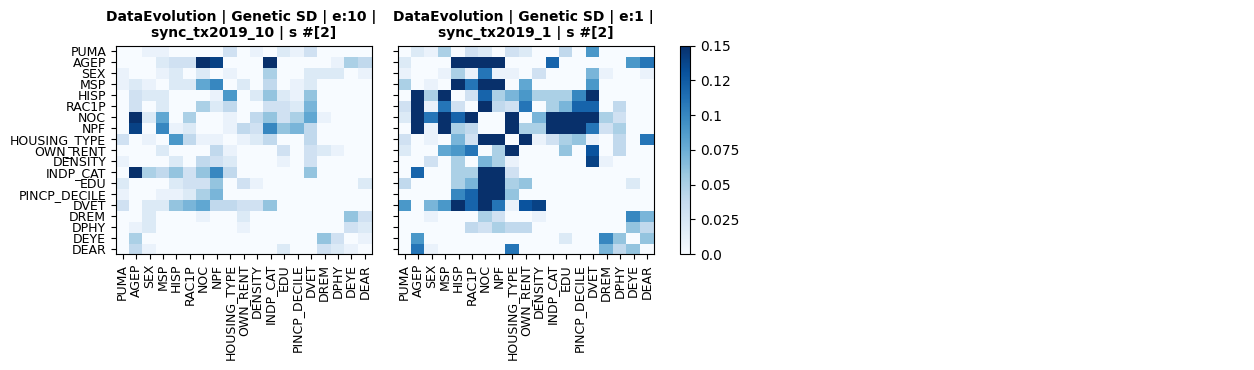 DataEvolution | Genetic SD | e:10 |
sync_tx2019_10 | s #[2]
DataEvolution | Genetic SD | e:1 |
sync_tx2019_1 | s #[2]
PUMA
AGEP
SEX
MSP
HISP
RAC1P
NOC
NPF
HOUSING_TYPE
OWN_RENT
DENSITY
INDP_CAT
EDU
PINCP_DECILE
DVET
DREM
DPHY
DEYE
DEAR
PUMA
AGEP
SEX
MSP
HISP
RAC1P
NOC
NPF
HOUSING_TYPE
OWN_RENT
DENSITY
INDP_CAT
EDU
PINCP_DECILE
DVET
DREM
DPHY
DEYE
DEAR
PUMA
AGEP
SEX
MSP
HISP
RAC1P
NOC
NPF
HOUSING_TYPE
OWN_RENT
DENSITY
INDP_CAT
EDU
PINCP_DECILE
DVET
DREM
DPHY
DEYE
DEAR
0.15
0.125
0.1
0.075
0.05
0.025
0.0